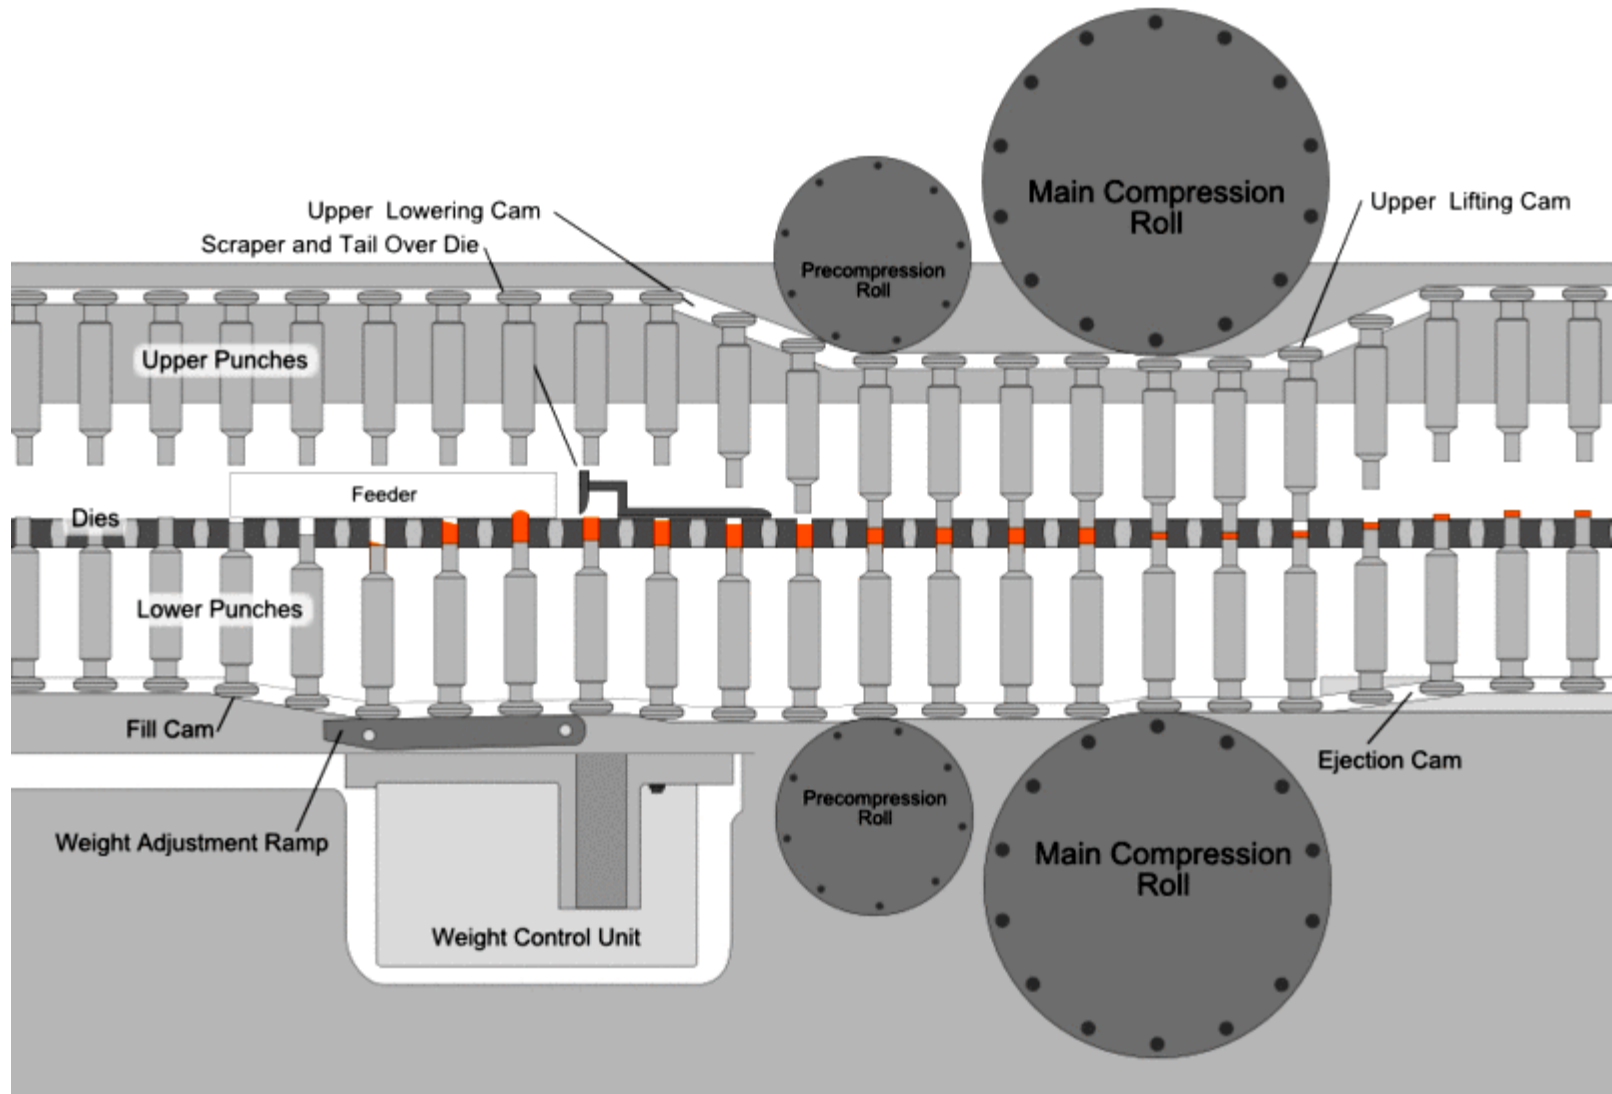 Main Compression
Roll
Upper Lifting Cam
Upper Lowering Cam
Scraper and Tail Over Die
Precompression
Roll
Upper Punches
Feeder
Dies
Lower Punches
Fill Cam
Ejection Cam
Precompression
Roll
Weight Adjustment Ramp
Main Compression
Roll
Weight Control Unit